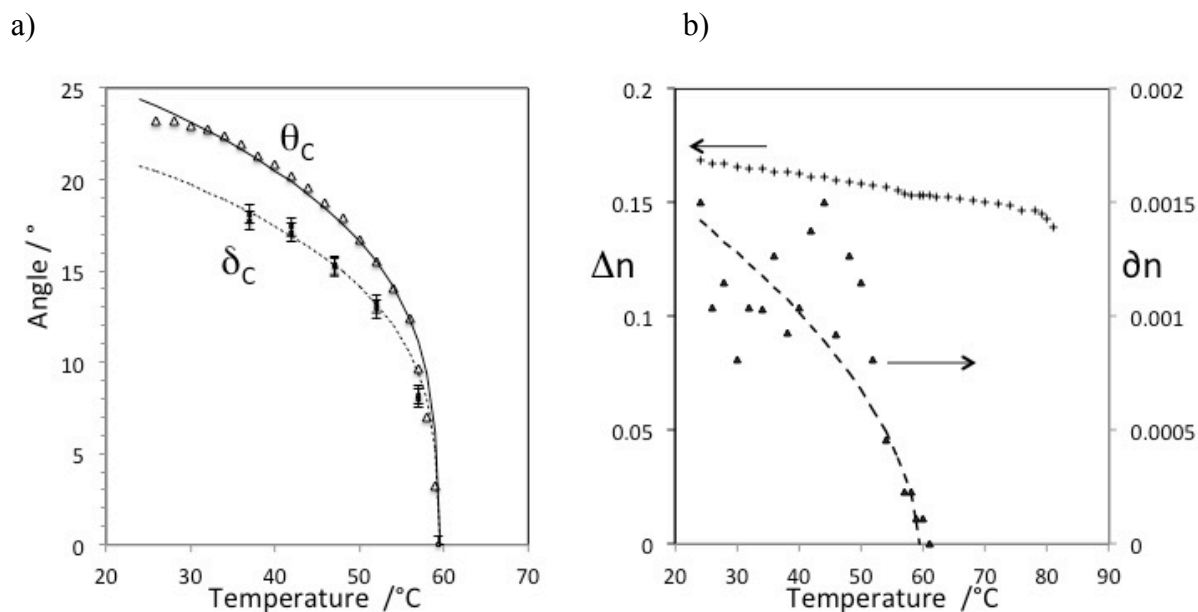 a)
b)
25
20
15
10
5
0
Angle /°
θC
δC
20 30 40 50 60 70
Temperature /°C
0.2
0.15
0.1
0.05
0
Δn
0.002
0.0015
0.001
0.0005
0
∂n
20 30 40 50 60 70 80 90
Temperature /°C